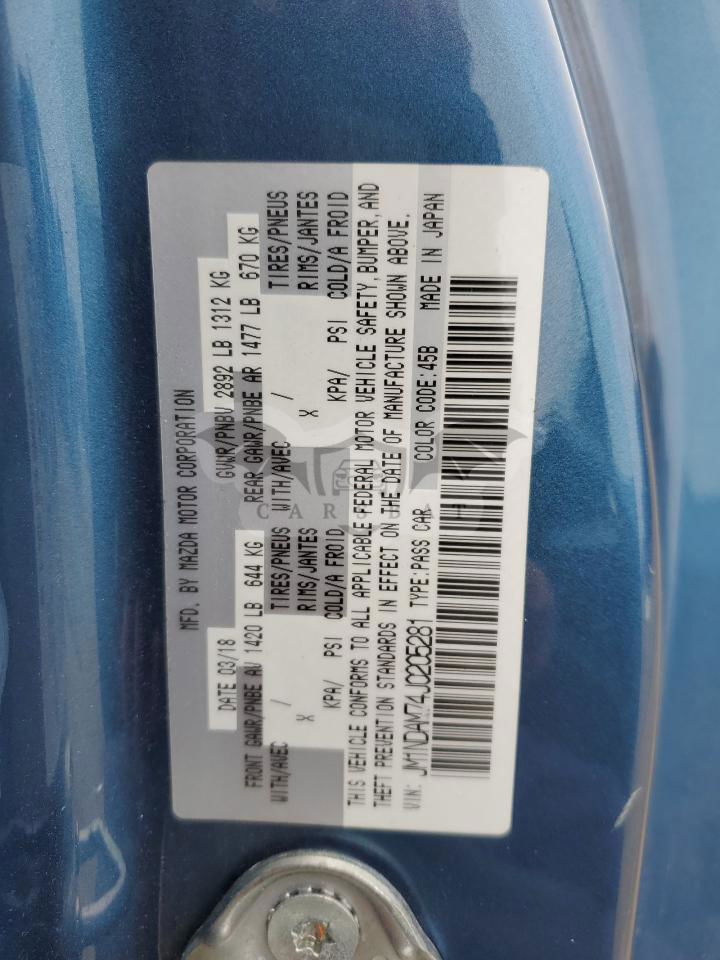 MFD. BY MAZDA MOTOR CORPORATION
DATE 03/18 GVWR/PNBV 2892 LB 1312 KG
FRONT GAWR/PNBE AV 1420 LB 644 KG REAR GAWR/PNBE AR 1477 LB 670 KG
WITH/AVEC / TIRES/PNEUS WITH/AVEC / TIRES/PNEUS
X RIMS/JANTES X RIMS/JANTES
KPA/ PSI COLD/A FROID KPA/ PSI COLD/A FROID
THIS VEHICLE CONFORMS TO ALL APPLICABLE FEDERAL MOTOR VEHICLE SAFETY, BUMPER, AND
THEFT PREVENTION STANDARDS IN EFFECT ON THE DATE OF MANUFACTURE SHOWN ABOVE.
VIN: JM1NDAM74J0205281 TYPE:PASS CAR COLOR CODE:45B MADE IN JAPAN
CARSBAT